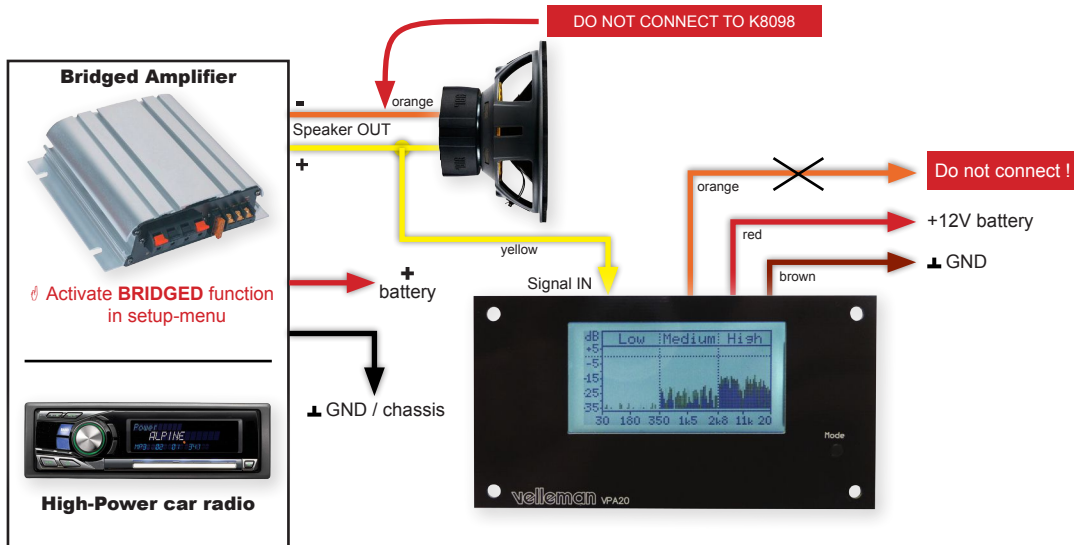 DO NOT CONNECT TO K8098
Bridged Amplifier
-
orange
Speaker OUT
+
Do not connect !
orange
+12V battery
red
yellow
GND
brown
Signal IN
+
battery
☝ Activate BRIDGED function
in setup-menu
GND / chassis
dB Low Medium High
+5
-5
-15
-25
-35
30 180 350 1k5 2k8 11k 20
Mode
Power
ALPINE
velleman VPA20
High-Power car radio